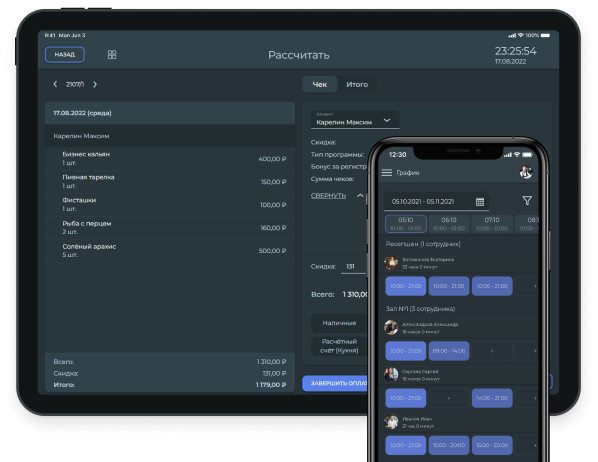 9:41 Mon Jun 3
100%
НАЗАД
Рассчитать
23:25:54
17.08.2022
2107/1
Чек Итого
17.08.2022 (среда)
Карепин Максим
Бизнес кальян
1 шт.
400,00 ₽
Пивная тарелка
1 шт.
150,00 ₽
Фисташки
1 шт.
100,00 ₽
Рыба с перцем
2 шт.
160,00 ₽
Солёный арахис
5 шт.
500,00 ₽
Всего: 1 310,00 ₽
Скидка: 131,00 ₽
Итого: 1 179,00 ₽
Клиент
Карепин Максим
Скидка:
Тип программы:
Бонус за регистр
Сумма чеков:
СВЕРНУТЬ
Скидка: 131
Всего: 1 310,00
Наличные
Расчётный
счёт (Кухня)
ЗАВЕРШИТЬ ОПЛАТ
12:30
График
05.10.2021 - 05.11.2021
05.10 06.10 07.10 08.1
10:00 - 01:00 10:00 - 01:00 10:00 - 01:00 10:00 -
Ресепшен (1 сотрудник)
Екатерина
33 часа 0 минут
10:00 - 21:00 10:00 - 21:00 10:00 - 21:00 +
Зал №1 (3 сотрудника)
Александров Александр
16 часов 0 минут
10:00 - 21:00 09:00 - 14:00 + +
Сергеев Сергей
18 часов 0 минут
10:00 - 21:00 + 14:00 - 21:00 +
Иванов Иван
21 час 0 минут
10:00 - 21:00 15:00 - 20:00 15:00 - 20:00 +